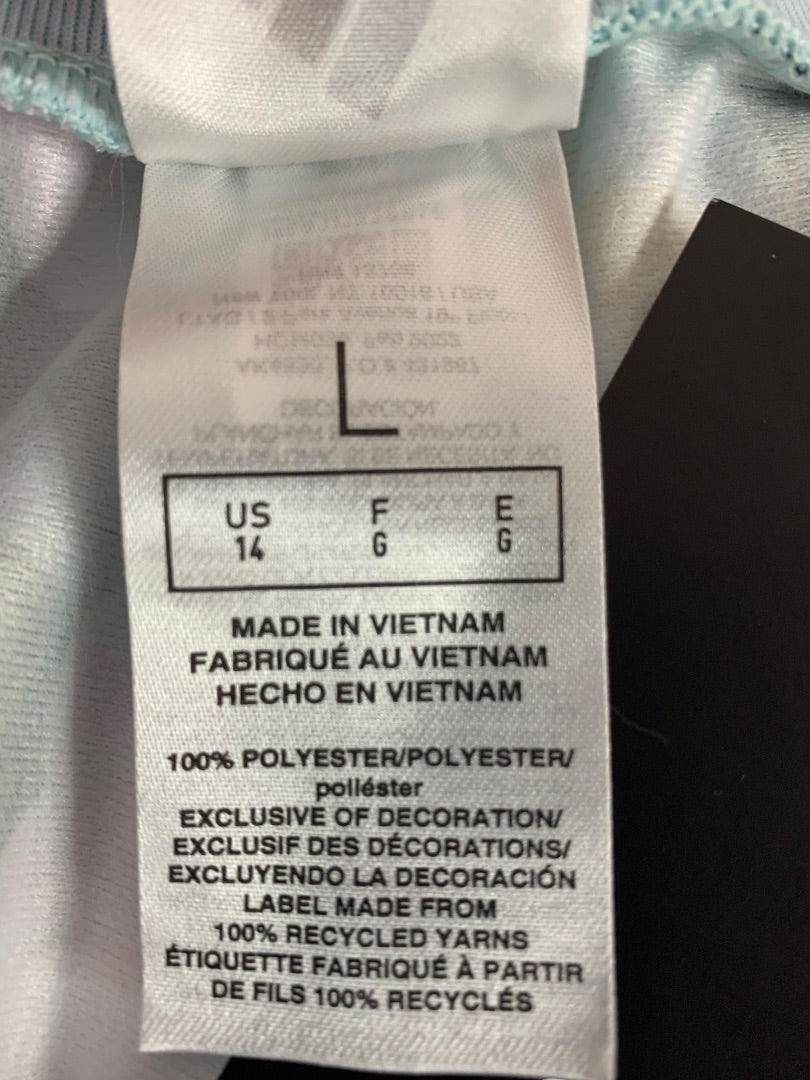 L
US F E
14 G G
MADE IN VIETNAM
FABRIQUÉ AU VIETNAM
HECHO EN VIETNAM
100% POLYESTER/POLYESTER/
poliéster
EXCLUSIVE OF DECORATION/
EXCLUSIF DES DÉCORATIONS/
EXCLUYENDO LA DECORACIÓN
LABEL MADE FROM
100% RECYCLED YARNS
ÉTIQUETTE FABRIQUÉ À PARTIR
DE FILS 100% RECYCLÉS